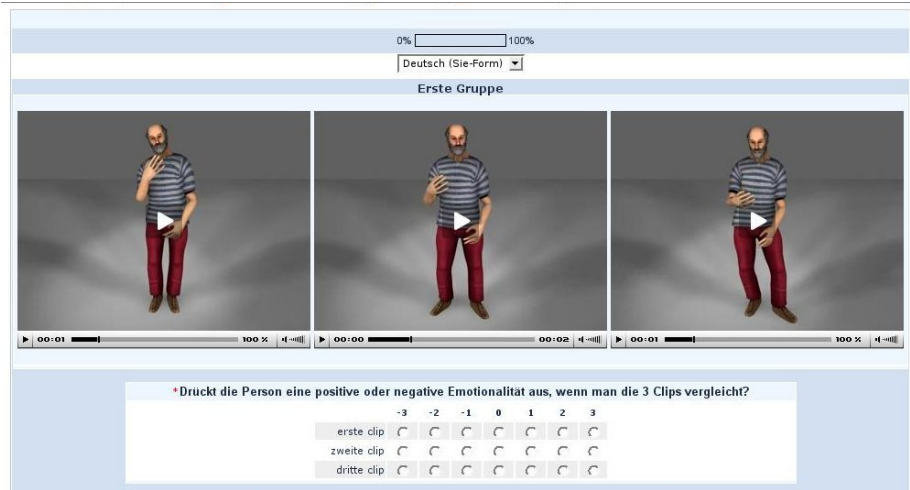 0% 100%
Deutsch (Sie-Form)
Erste Gruppe
00:01 100 % 00:00 00:02 00:01 100 %
*Drückt die Person eine positive oder negative Emotionalität aus, wenn man die 3 Clips vergleicht?
-3 -2 -1 0 1 2 3
erste clip
zweite clip
dritte clip